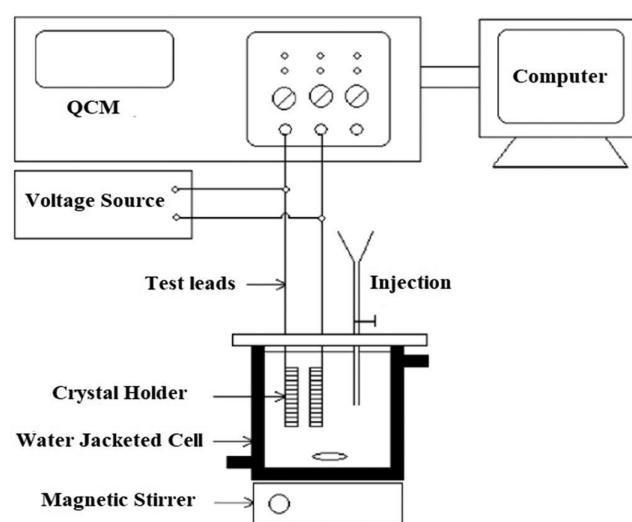 QCM
Computer
Voltage Source
Test leads
Injection
Crystal Holder
Water Jacketed Cell
Magnetic Stirrer